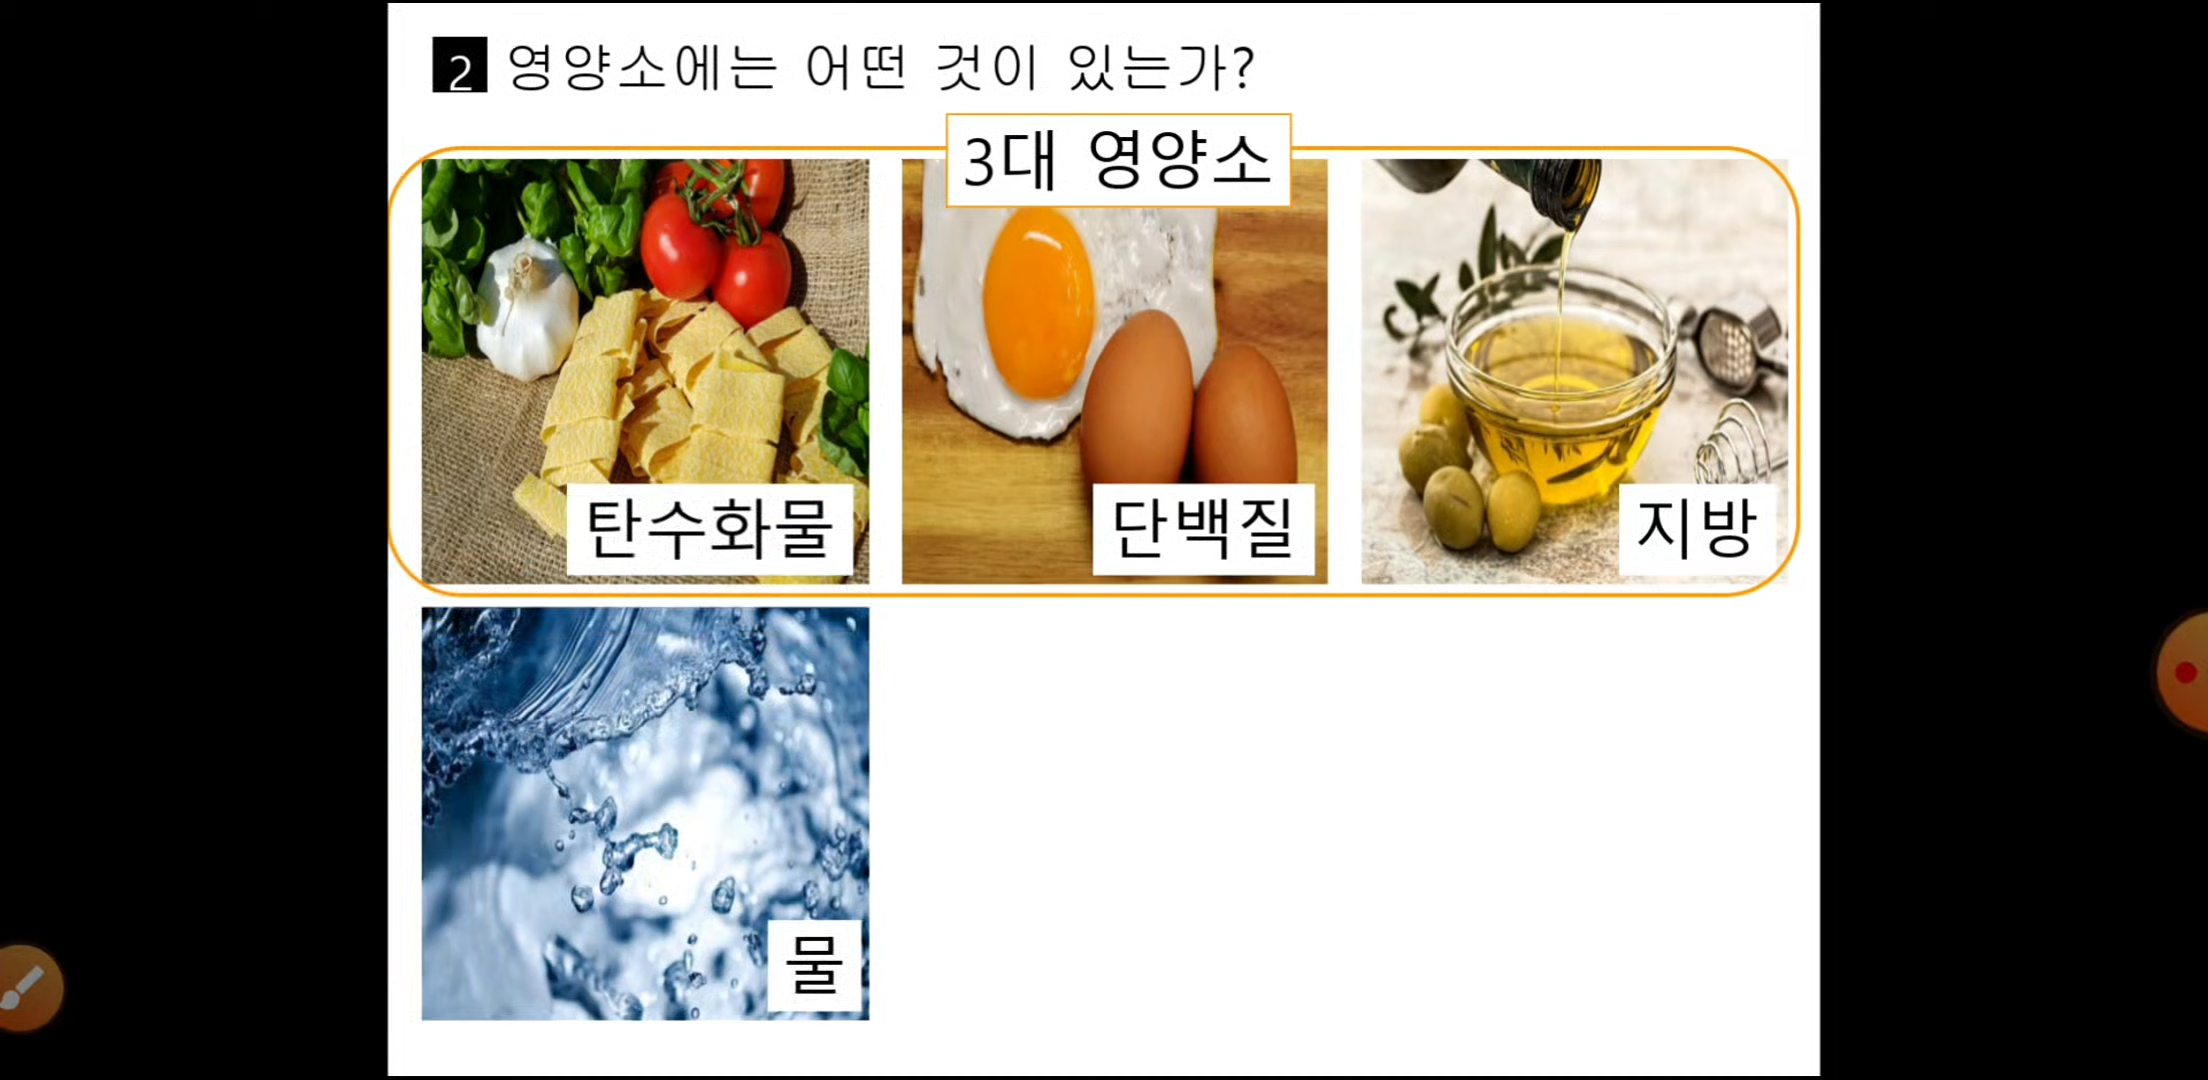 2 영양소에는 어떤 것이 있는가?
3대 영양소
탄수화물
단백질
지방
물